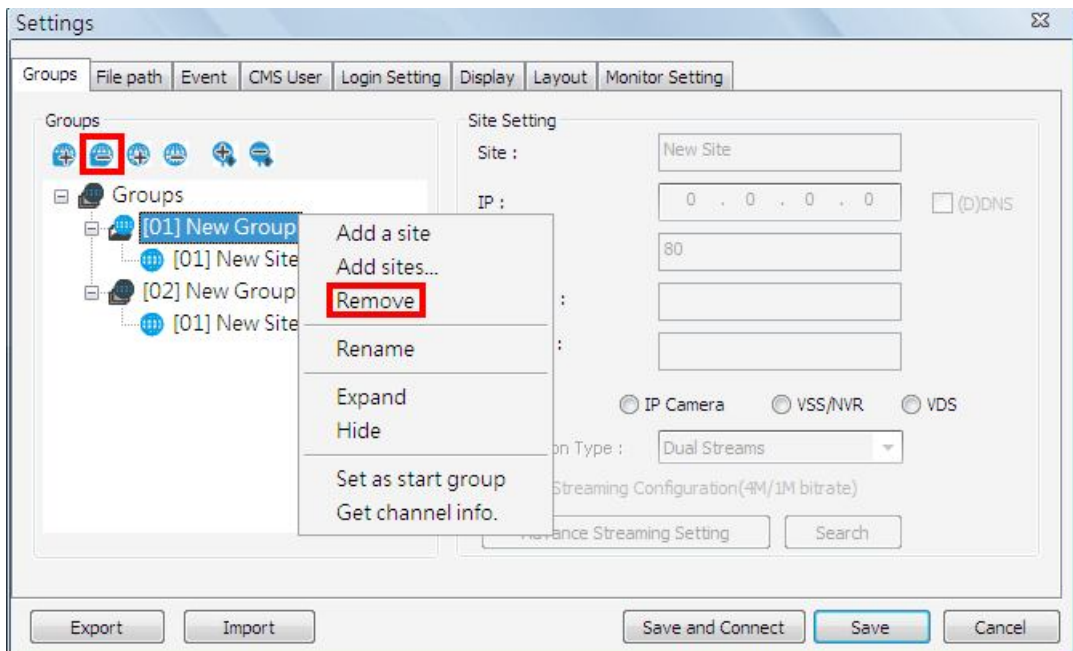 Settings
Groups File path Event CMS User Login Setting Display Layout Monitor Setting
Groups
Groups
[01] New Group
[01] New Site
[02] New Group
[01] New Site
Add a site
Add sites...
Remove
Rename
Expand
Hide
Set as start group
Get channel info.
Site Setting
Site : New Site
IP : 0 . 0 . 0 . 0 (D)DNS
80
:
:
IP Camera VSS/NVR VDS
on Type : Dual Streams
Streaming Configuration(4M/1M bitrate)
Advance Streaming Setting Search
Export Import Save and Connect Save Cancel